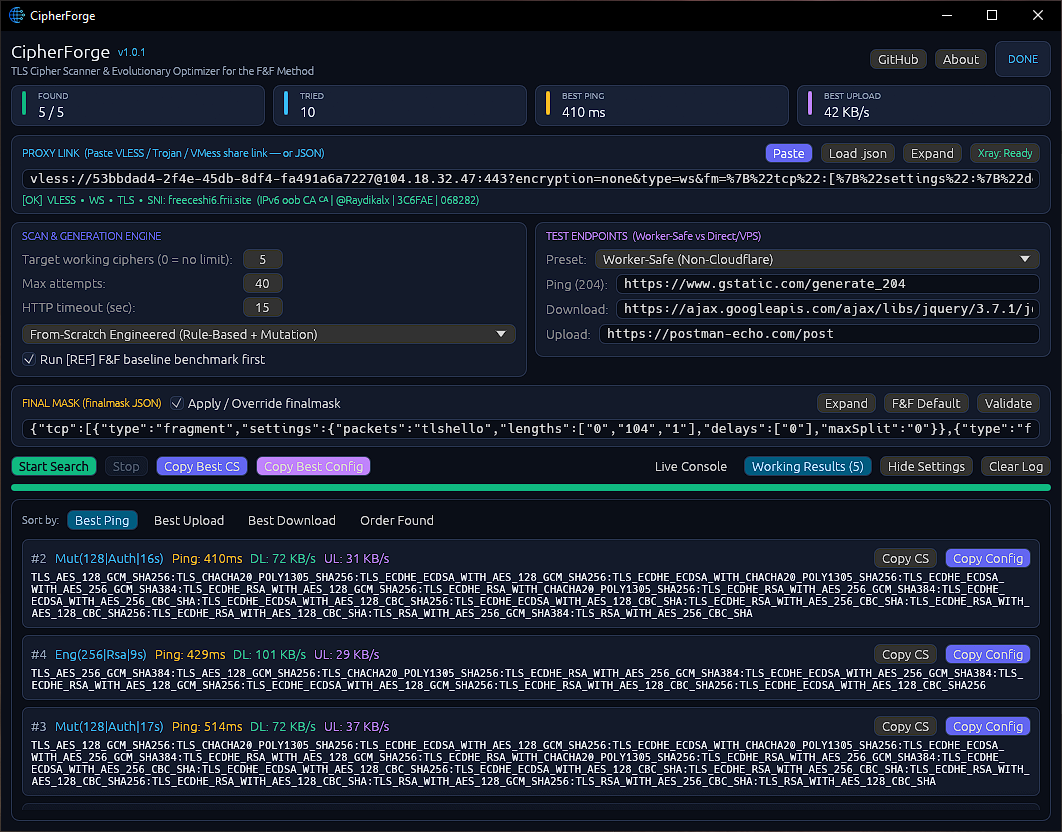 CipherForge
CipherForge v1.0.1
TLS Cipher Scanner & Evolutionary Optimizer for the F&F Method
GitHub About DONE
FOUND
5 / 5
TRIED
10
BEST PING
410 ms
BEST UPLOAD
42 KB/s
PROXY LINK (Paste VLESS / Trojan / VMess share link — or JSON)
Paste Load .json Expand Xray: Ready
vless://53bbdad4-2f4e-45db-8df4-fa491a6a7227@104.18.32.47:443?encryption=none&type=ws&fm=%7B%22tcp%22:[%7B%22settings%22:%7B%22d
[OK] VLESS • WS • TLS • SNI: freeceshi6.frii.site (IPv6 oob CA ᶜᴬ | @Raydikalx | 3C6FAE | 068282)
SCAN & GENERATION ENGINE
Target working ciphers (0 = no limit): 5
Max attempts: 40
HTTP timeout (sec): 15
From-Scratch Engineered (Rule-Based + Mutation)
Run [REF] F&F baseline benchmark first
TEST ENDPOINTS (Worker-Safe vs Direct/VPS)
Preset: Worker-Safe (Non-Cloudflare)
Ping (204): https://www.gstatic.com/generate_204
Download: https://ajax.googleapis.com/ajax/libs/jquery/3.7.1/j
Upload: https://postman-echo.com/post
FINAL MASK (finalmask JSON) Apply / Override finalmask
Expand F&F Default Validate
{"tcp":[{"type":"fragment","settings":{"packets":"tlshello","lengths":["0","104","1"],"delays":["0"],"maxSplit":"0"}},{"type":"f
Start Search Stop Copy Best CS Copy Best Config
Live Console Working Results (5) Hide Settings Clear Log
Sort by: Best Ping Best Upload Best Download Order Found
#2 Mut(128|Auth|16s) Ping: 410ms DL: 72 KB/s UL: 31 KB/s
Copy CS Copy Config
TLS_AES_128_GCM_SHA256:TLS_CHACHA20_POLY1305_SHA256:TLS_ECDHE_ECDSA_WITH_AES_128_GCM_SHA256:TLS_ECDHE_ECDSA_WITH_CHACHA20_POLY1305_SHA256:TLS_ECDHE_ECDSA_
WITH_AES_256_GCM_SHA384:TLS_ECDHE_RSA_WITH_AES_128_GCM_SHA256:TLS_ECDHE_RSA_WITH_CHACHA20_POLY1305_SHA256:TLS_ECDHE_RSA_WITH_AES_256_GCM_SHA384:TLS_ECDHE_
ECDSA_WITH_AES_256_CBC_SHA:TLS_ECDHE_ECDSA_WITH_AES_128_CBC_SHA256:TLS_ECDHE_ECDSA_WITH_AES_128_CBC_SHA:TLS_ECDHE_RSA_WITH_AES_256_CBC_SHA:TLS_ECDHE_RSA_WITH_
AES_128_CBC_SHA256:TLS_ECDHE_RSA_WITH_AES_128_CBC_SHA:TLS_RSA_WITH_AES_256_GCM_SHA384:TLS_RSA_WITH_AES_256_CBC_SHA
#4 Eng(256|Rsa|9s) Ping: 429ms DL: 101 KB/s UL: 29 KB/s
Copy CS Copy Config
TLS_AES_256_GCM_SHA384:TLS_AES_128_GCM_SHA256:TLS_CHACHA20_POLY1305_SHA256:TLS_ECDHE_RSA_WITH_AES_256_GCM_SHA384:TLS_ECDHE_ECDSA_WITH_AES_256_GCM_SHA384:TLS_
ECDHE_RSA_WITH_AES_128_GCM_SHA256:TLS_ECDHE_ECDSA_WITH_AES_128_GCM_SHA256:TLS_ECDHE_RSA_WITH_AES_128_CBC_SHA256:TLS_ECDHE_ECDSA_WITH_AES_128_CBC_SHA256
#3 Mut(128|Auth|17s) Ping: 514ms DL: 72 KB/s UL: 37 KB/s
Copy CS Copy Config
TLS_AES_128_GCM_SHA256:TLS_CHACHA20_POLY1305_SHA256:TLS_ECDHE_ECDSA_WITH_AES_128_GCM_SHA256:TLS_ECDHE_ECDSA_WITH_CHACHA20_POLY1305_SHA256:TLS_ECDHE_ECDSA_
WITH_AES_256_GCM_SHA384:TLS_ECDHE_RSA_WITH_AES_128_GCM_SHA256:TLS_ECDHE_RSA_WITH_CHACHA20_POLY1305_SHA256:TLS_ECDHE_RSA_WITH_AES_256_GCM_SHA384:TLS_ECDHE_
ECDSA_WITH_AES_256_CBC_SHA:TLS_ECDHE_ECDSA_WITH_AES_128_CBC_SHA256:TLS_ECDHE_ECDSA_WITH_AES_128_CBC_SHA:TLS_ECDHE_RSA_WITH_AES_256_CBC_SHA:TLS_ECDHE_RSA_WITH_
AES_128_CBC_SHA256:TLS_ECDHE_RSA_WITH_AES_128_CBC_SHA:TLS_RSA_WITH_AES_256_GCM_SHA384:TLS_RSA_WITH_AES_256_CBC_SHA:TLS_RSA_WITH_AES_128_CBC_SHA